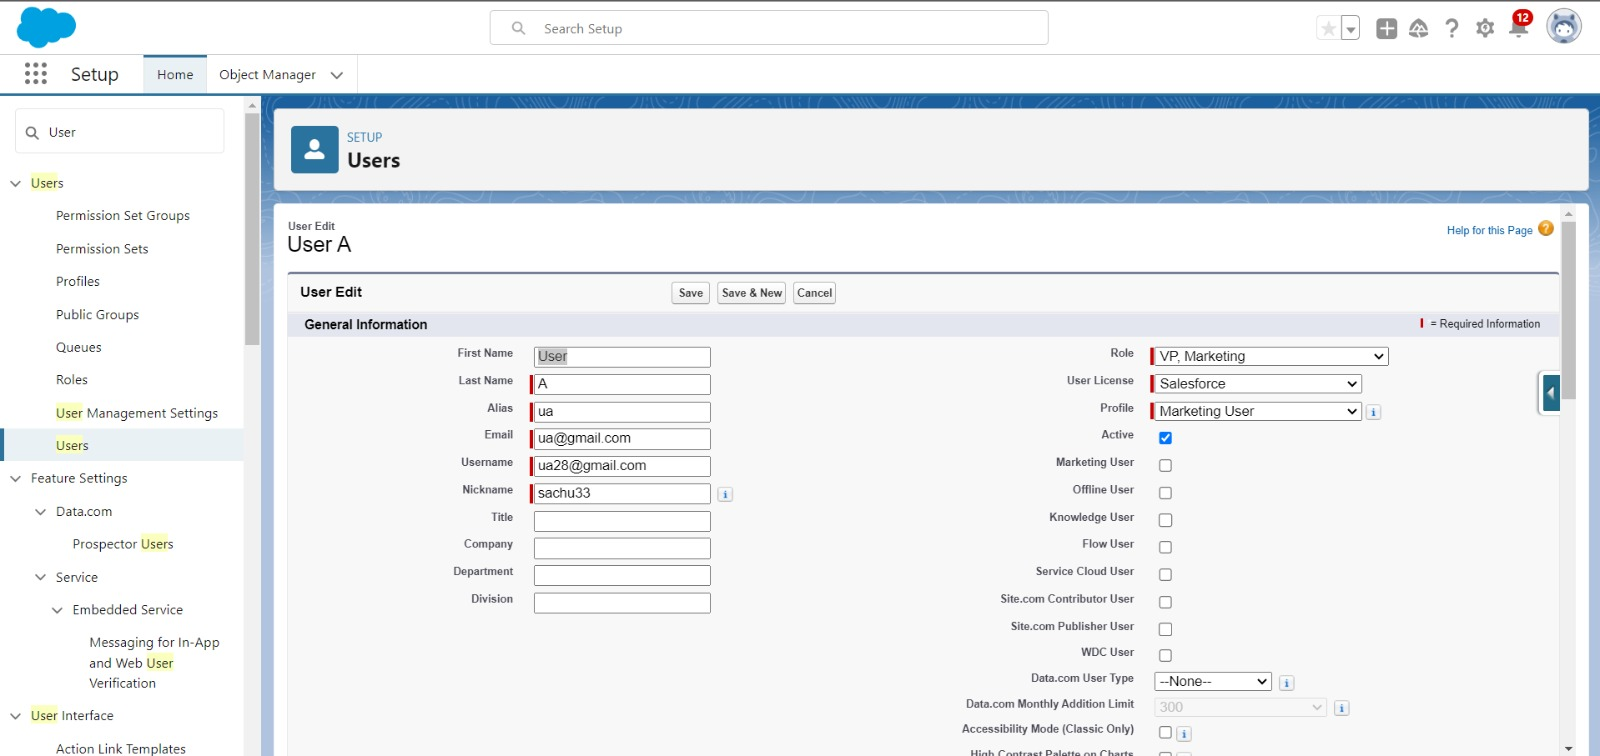 Search Setup
12
Setup
Home
Object Manager
User
Users
Permission Set Groups
Permission Sets
Profiles
Public Groups
Queues
Roles
User Management Settings
Users
Feature Settings
Data.com
Prospector Users
Service
Embedded Service
Messaging for In-App
and Web User
Verification
User Interface
Action Link Templates
SETUP
Users
User Edit
User A
Help for this Page ?
User Edit
Save
Save & New
Cancel
General Information
= Required Information
First Name User
Last Name A
Alias ua
Email ua@gmail.com
Username ua28@gmail.com
Nickname sachu33 i
Title
Company
Department
Division
Role VP, Marketing
User License Salesforce
Profile Marketing User i
Active
Marketing User
Offline User
Knowledge User
Flow User
Service Cloud User
Site.com Contributor User
Site.com Publisher User
WDC User
Data.com User Type --None-- i
Data.com Monthly Addition Limit 300 i
Accessibility Mode (Classic Only) i
High Contrast Palette on Charts